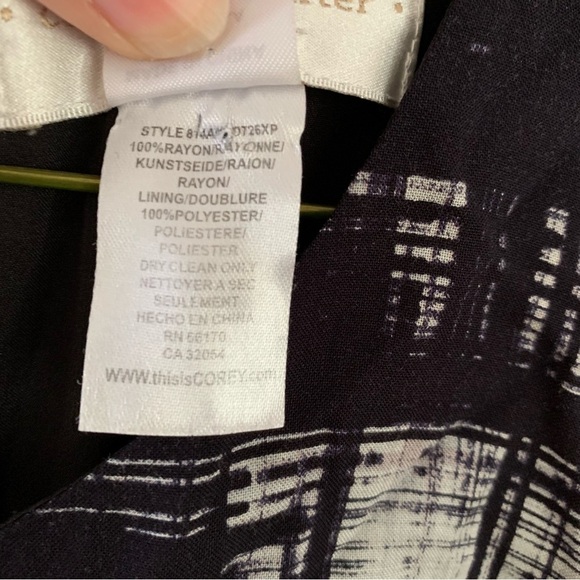 100%RAYON/RAYONNE/
KUNSTSEIDE/RAION/
RAYON/
LINING/DOUBLURE
100%POLYESTER/
POLIESTERE/
POLIESTER
DRY CLEAN ONLY
NETTOYER A SEC
SEULEMENT
HECHO EN CHINA
RN 66170
CA 32054
WWW.thisisCOREY.com